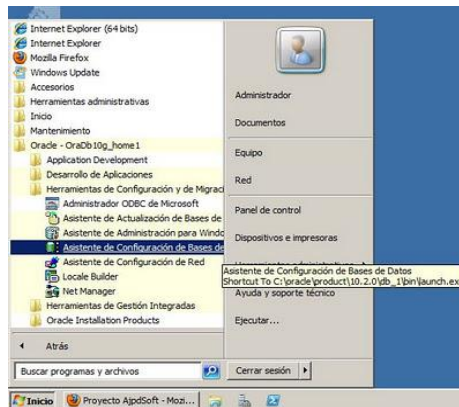 Internet Explorer (64 bits)
Internet Explorer
Mozilla Firefox
Windows Update
Accesorios
Herramientas administrativas
Inicio
Mantenimiento
Oracle - OraDb10g_home1
Application Development
Desarrollo de Aplicaciones
Herramientas de Configuración y de Migraci
Administrador ODBC de Microsoft
Asistente de Actualización de Bases de
Asistente de Administración para Windo
Asistente de Configuración de Bases de
Asistente de Configuración de Red
Locale Builder
Net Manager
Herramientas de Gestión Integradas
Oracle Installation Products
Atrás
Buscar programas y archivos
Administrador
Documentos
Equipo
Red
Panel de control
Dispositivos e impresoras
Asistente de Configuración de Bases de Datos
Shortcut To C:\oracle\product\10.2.0\db_1\bin\launch.ex
Ayuda y soporte técnico
Ejecutar...
Cerrar sesión
Inicio
Proyecto AjpdSoft - Mozi...